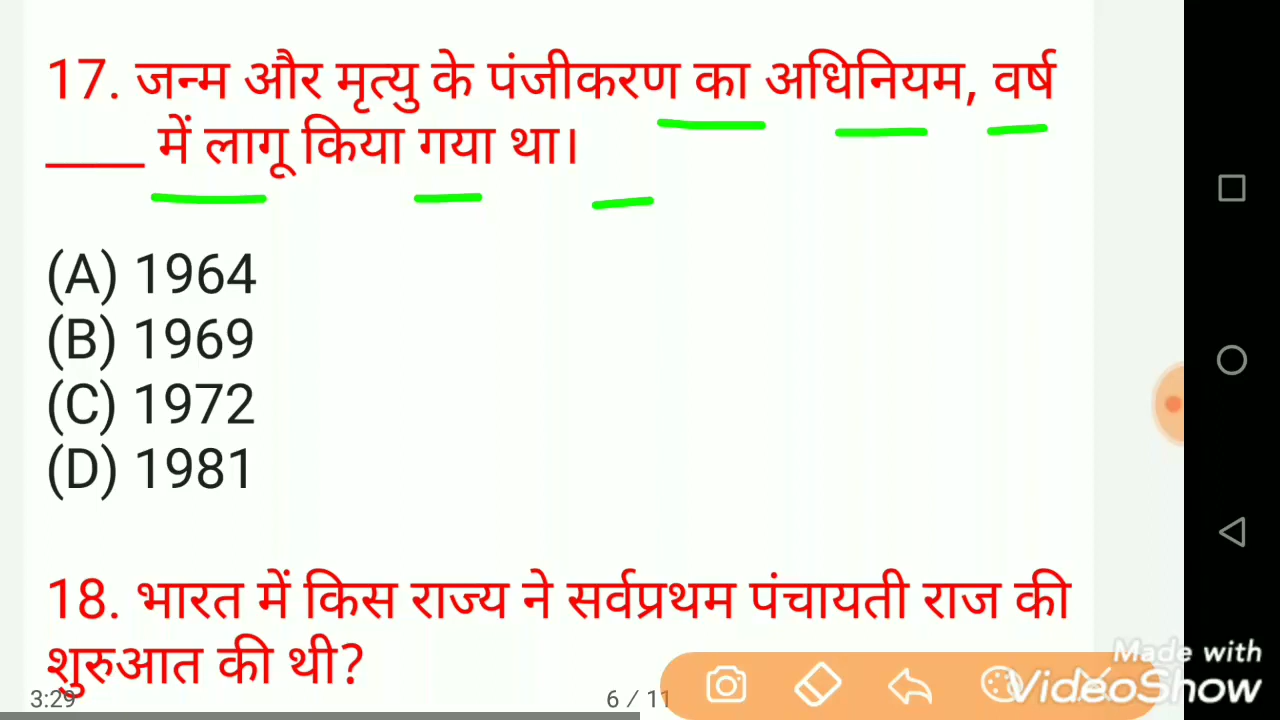 17. जन्म और मृत्यु के पंजीकरण का अधिनियम, वर्ष
____ में लागू किया गया था।
(A) 1964
(B) 1969
(C) 1972
(D) 1981
18. भारत में किस राज्य ने सर्वप्रथम पंचायती राज की
शुरुआत की थी?
3:29
6 / 11
Made with
VideoShow